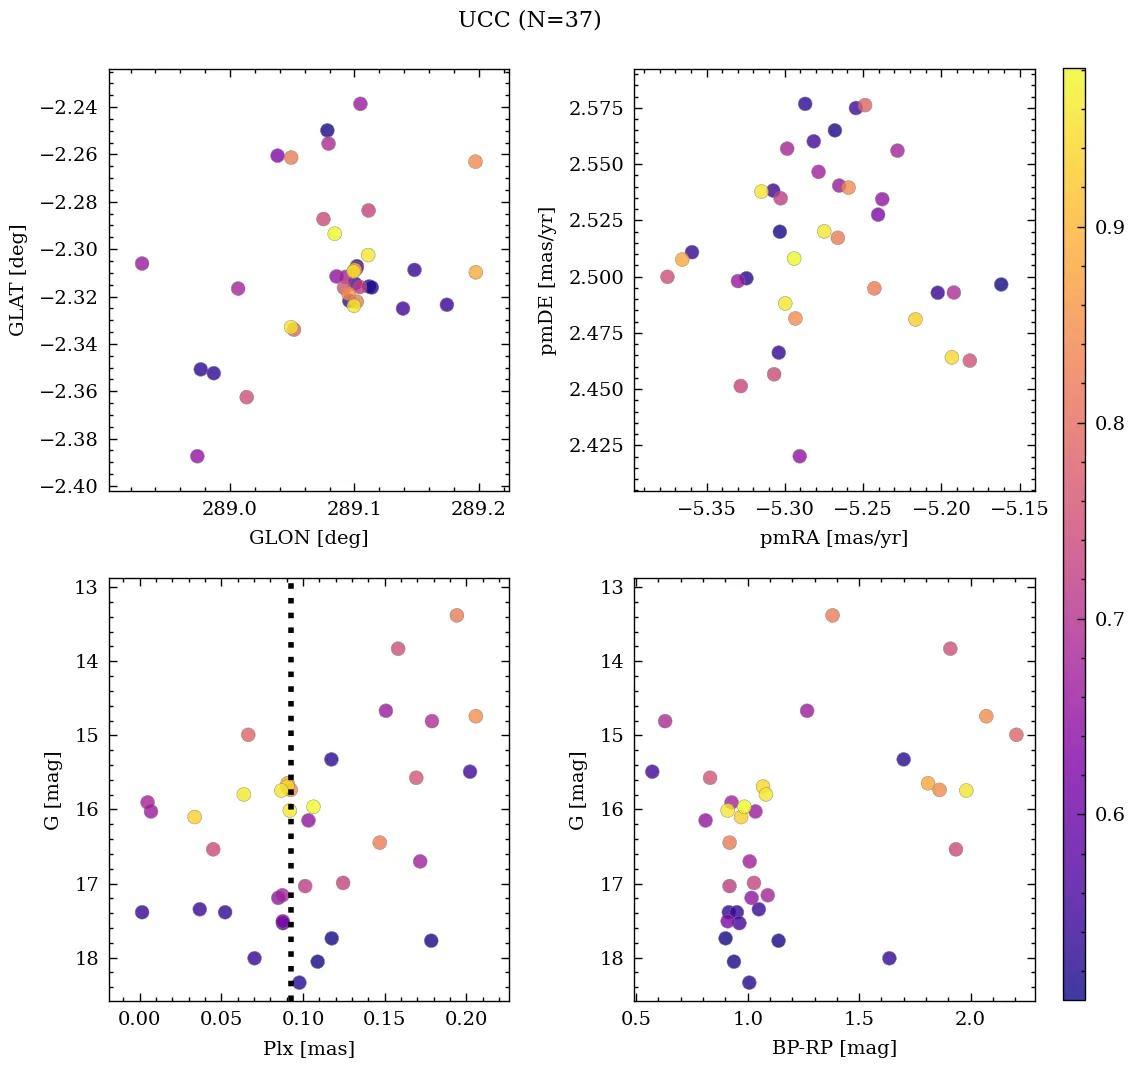 UCC (N=37)
−2.24
−2.26
−2.28
−2.30
−2.32
−2.34
−2.36
−2.38
−2.40
GLAT [deg]
289.0 289.1 289.2
GLON [deg]
2.575
2.550
2.525
2.500
2.475
2.450
2.425
pmDE [mas/yr]
−5.35 −5.30 −5.25 −5.20 −5.15
pmRA [mas/yr]
13
14
15
16
17
18
G [mag]
0.00 0.05 0.10 0.15 0.20
Plx [mas]
13
14
15
16
17
18
G [mag]
0.5 1.0 1.5 2.0
BP-RP [mag]
0.9
0.8
0.7
0.6